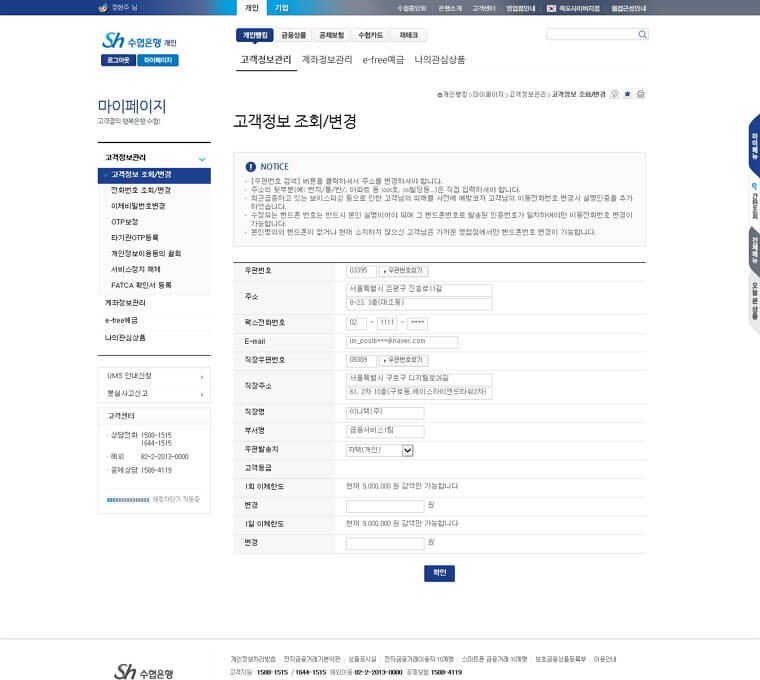 정현주 님
개인 기업
수협중앙회 은행소개 고객센터 영업점안내 독도사이버지점 웹접근성안내
Sh 수협은행 개인
로그아웃 마이페이지
개인뱅킹 금융상품 공제보험 수협카드 재테크
고객정보관리 계좌정보관리 e-free예금 나의관심상품
개인뱅킹 > 마이페이지 > 고객정보관리 > 고객정보 조회/변경
마이페이지
고객곁의 행복은행 수협!
고객정보관리
고객정보 조회/변경
전화번호 조회/변경
이체비밀번호변경
OTP보정
타기관OTP등록
개인정보이용동의 철회
서비스정지 해제
FATCA 확인서 등록
계좌정보관리
e-free예금
나의관심상품
UMS 안내신청
분실사고신고
고객센터
· 상담전화 1588-1515
1644-1515
· 해외 82-2-2013-0000
· 공제상담 1588-4119
해킹차단기 작동중
고객정보 조회/변경
NOTICE
· [우편번호 검색] 버튼을 클릭하셔서 주소를 변경하셔야 합니다.
· 주소의 뒷부분(예: 번지/통/반/, 아파트 동 xxx호, xx빌딩등..)은 직접 입력하셔야 합니다.
· 최근급증하고 있는 보이스피싱 등으로 인한 고객님의 피해를 사전에 예방코자 고객님의 이동전화번호 변경시 실명인증을 추가
하였습니다.
· 수정되는 핸드폰 번호는 반드시 본인 실명이어야 되며 그 핸드폰번호로 발송된 인증번호가 일치하여야만 이동전화번호 변경이
가능합니다.
· 본인명의의 핸드폰이 없거나 현재 소지하지 않으신 고객님은 가까운 영업점에서만 핸드폰번호 변경이 가능합니다.
우편번호 03395 우편번호찾기
주소 서울특별시 은평구 진흥로11길
8-23, 3층(대조동)
팩스전화번호 02 - 1111 - ****
E-mail im_positi***@naver.com
직장우편번호 08389 우편번호찾기
직장주소 서울특별시 구로구 디지털로26길
61, 2차 10층(구로동,에이스하이엔드타워2차)
직장명 이니텍(주)
부서명 금융서비스1팀
우편발송지 자택(개인)
고객등급
1회 이체한도 현재 9,000,000 원 감액만 가능합니다
변경 원
1일 이체한도 현재 9,000,000 원 감액만 가능합니다
변경 원
확인
마이메뉴
간편조회
전체메뉴
오늘 본 상품
Sh 수협은행
개인정보처리방침 전자금융거래기본약관 상품공시실 전자금융거래이용자 10계명 스마트폰 금융거래 10계명 보호금융상품등록부 이용안내
고객지원 : 1588-1515 / 1644-1515 해외이용 82-2-2013-0000 공제보험 1588-4119